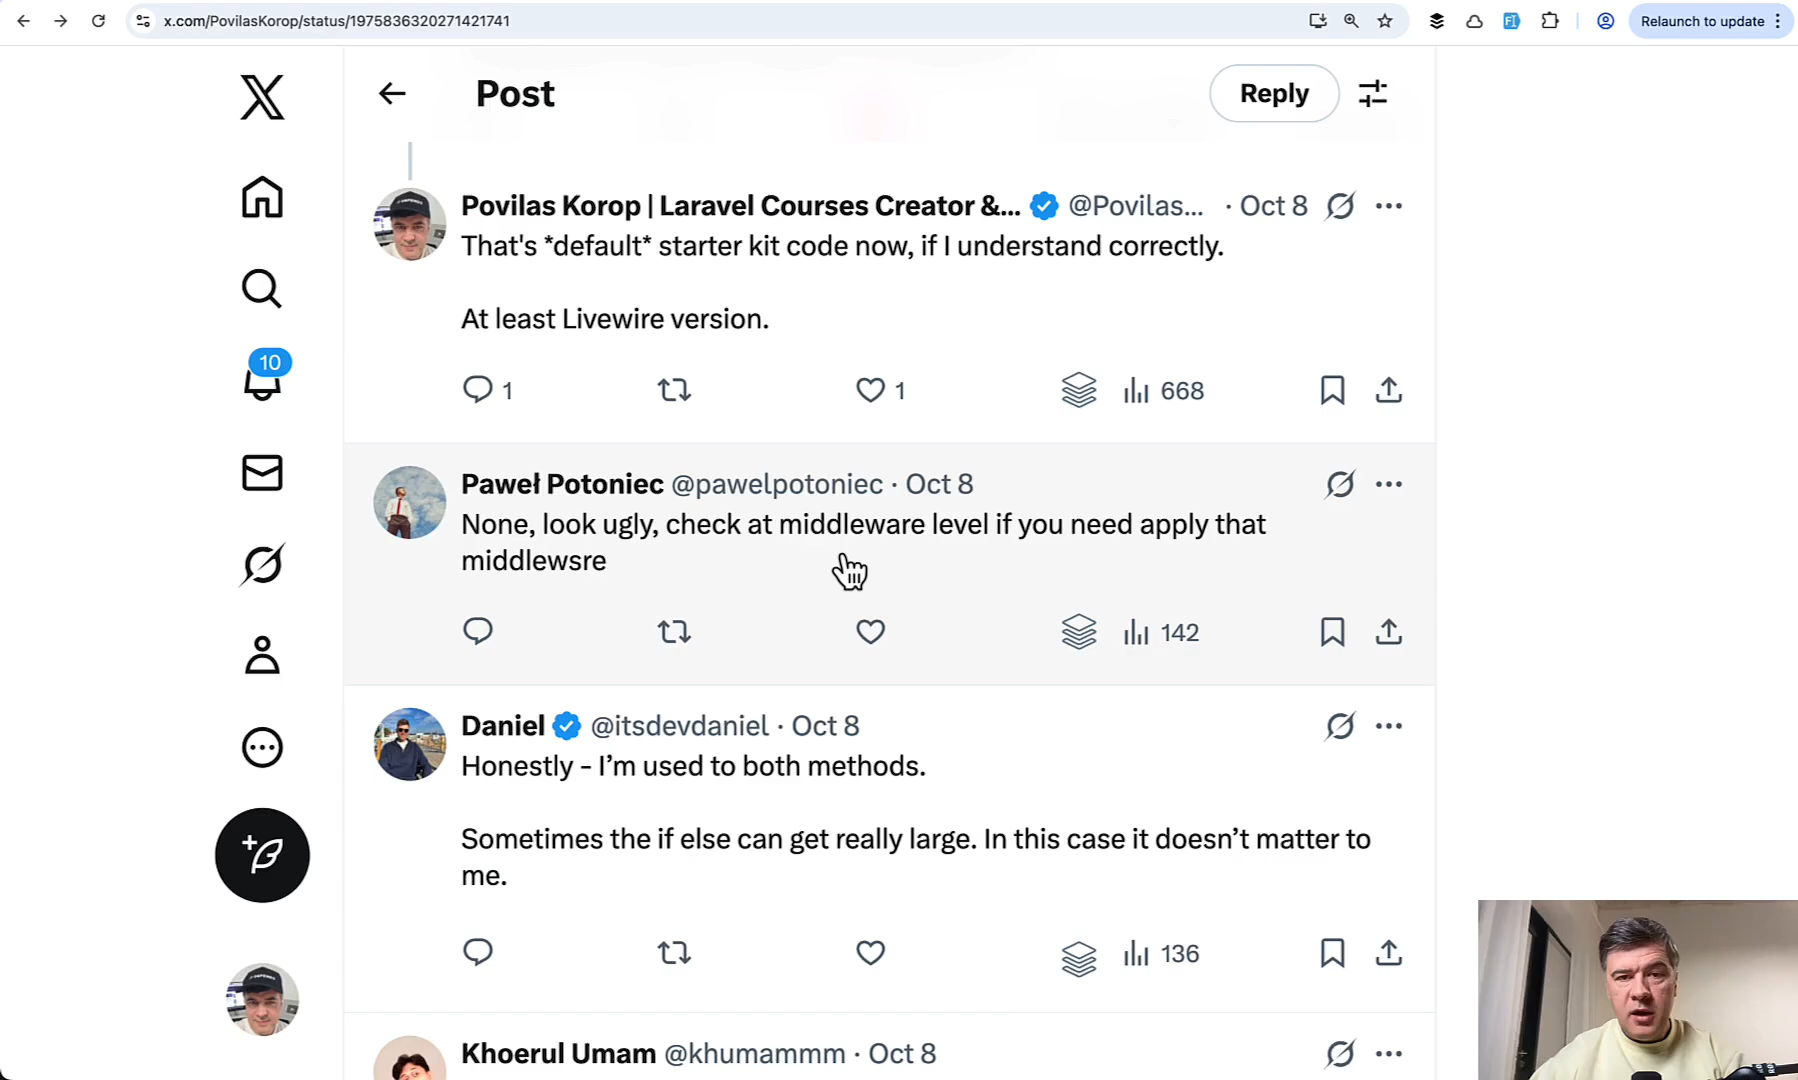 x.com/PovilasKorop/status/1975836320271421741
Relaunch to update
Post
Reply
Povilas Korop | Laravel Courses Creator &... @Povilas... · Oct 8
That's *default* starter kit code now, if I understand correctly.
At least Livewire version.
1 1 668
10
Paweł Potoniec @pawelpotoniec · Oct 8
None, look ugly, check at middleware level if you need apply that
middlewsre
142
Daniel @itsdevdaniel · Oct 8
Honestly - I’m used to both methods.
Sometimes the if else can get really large. In this case it doesn’t matter to
me.
136
Khoerul Umam @khumammm · Oct 8